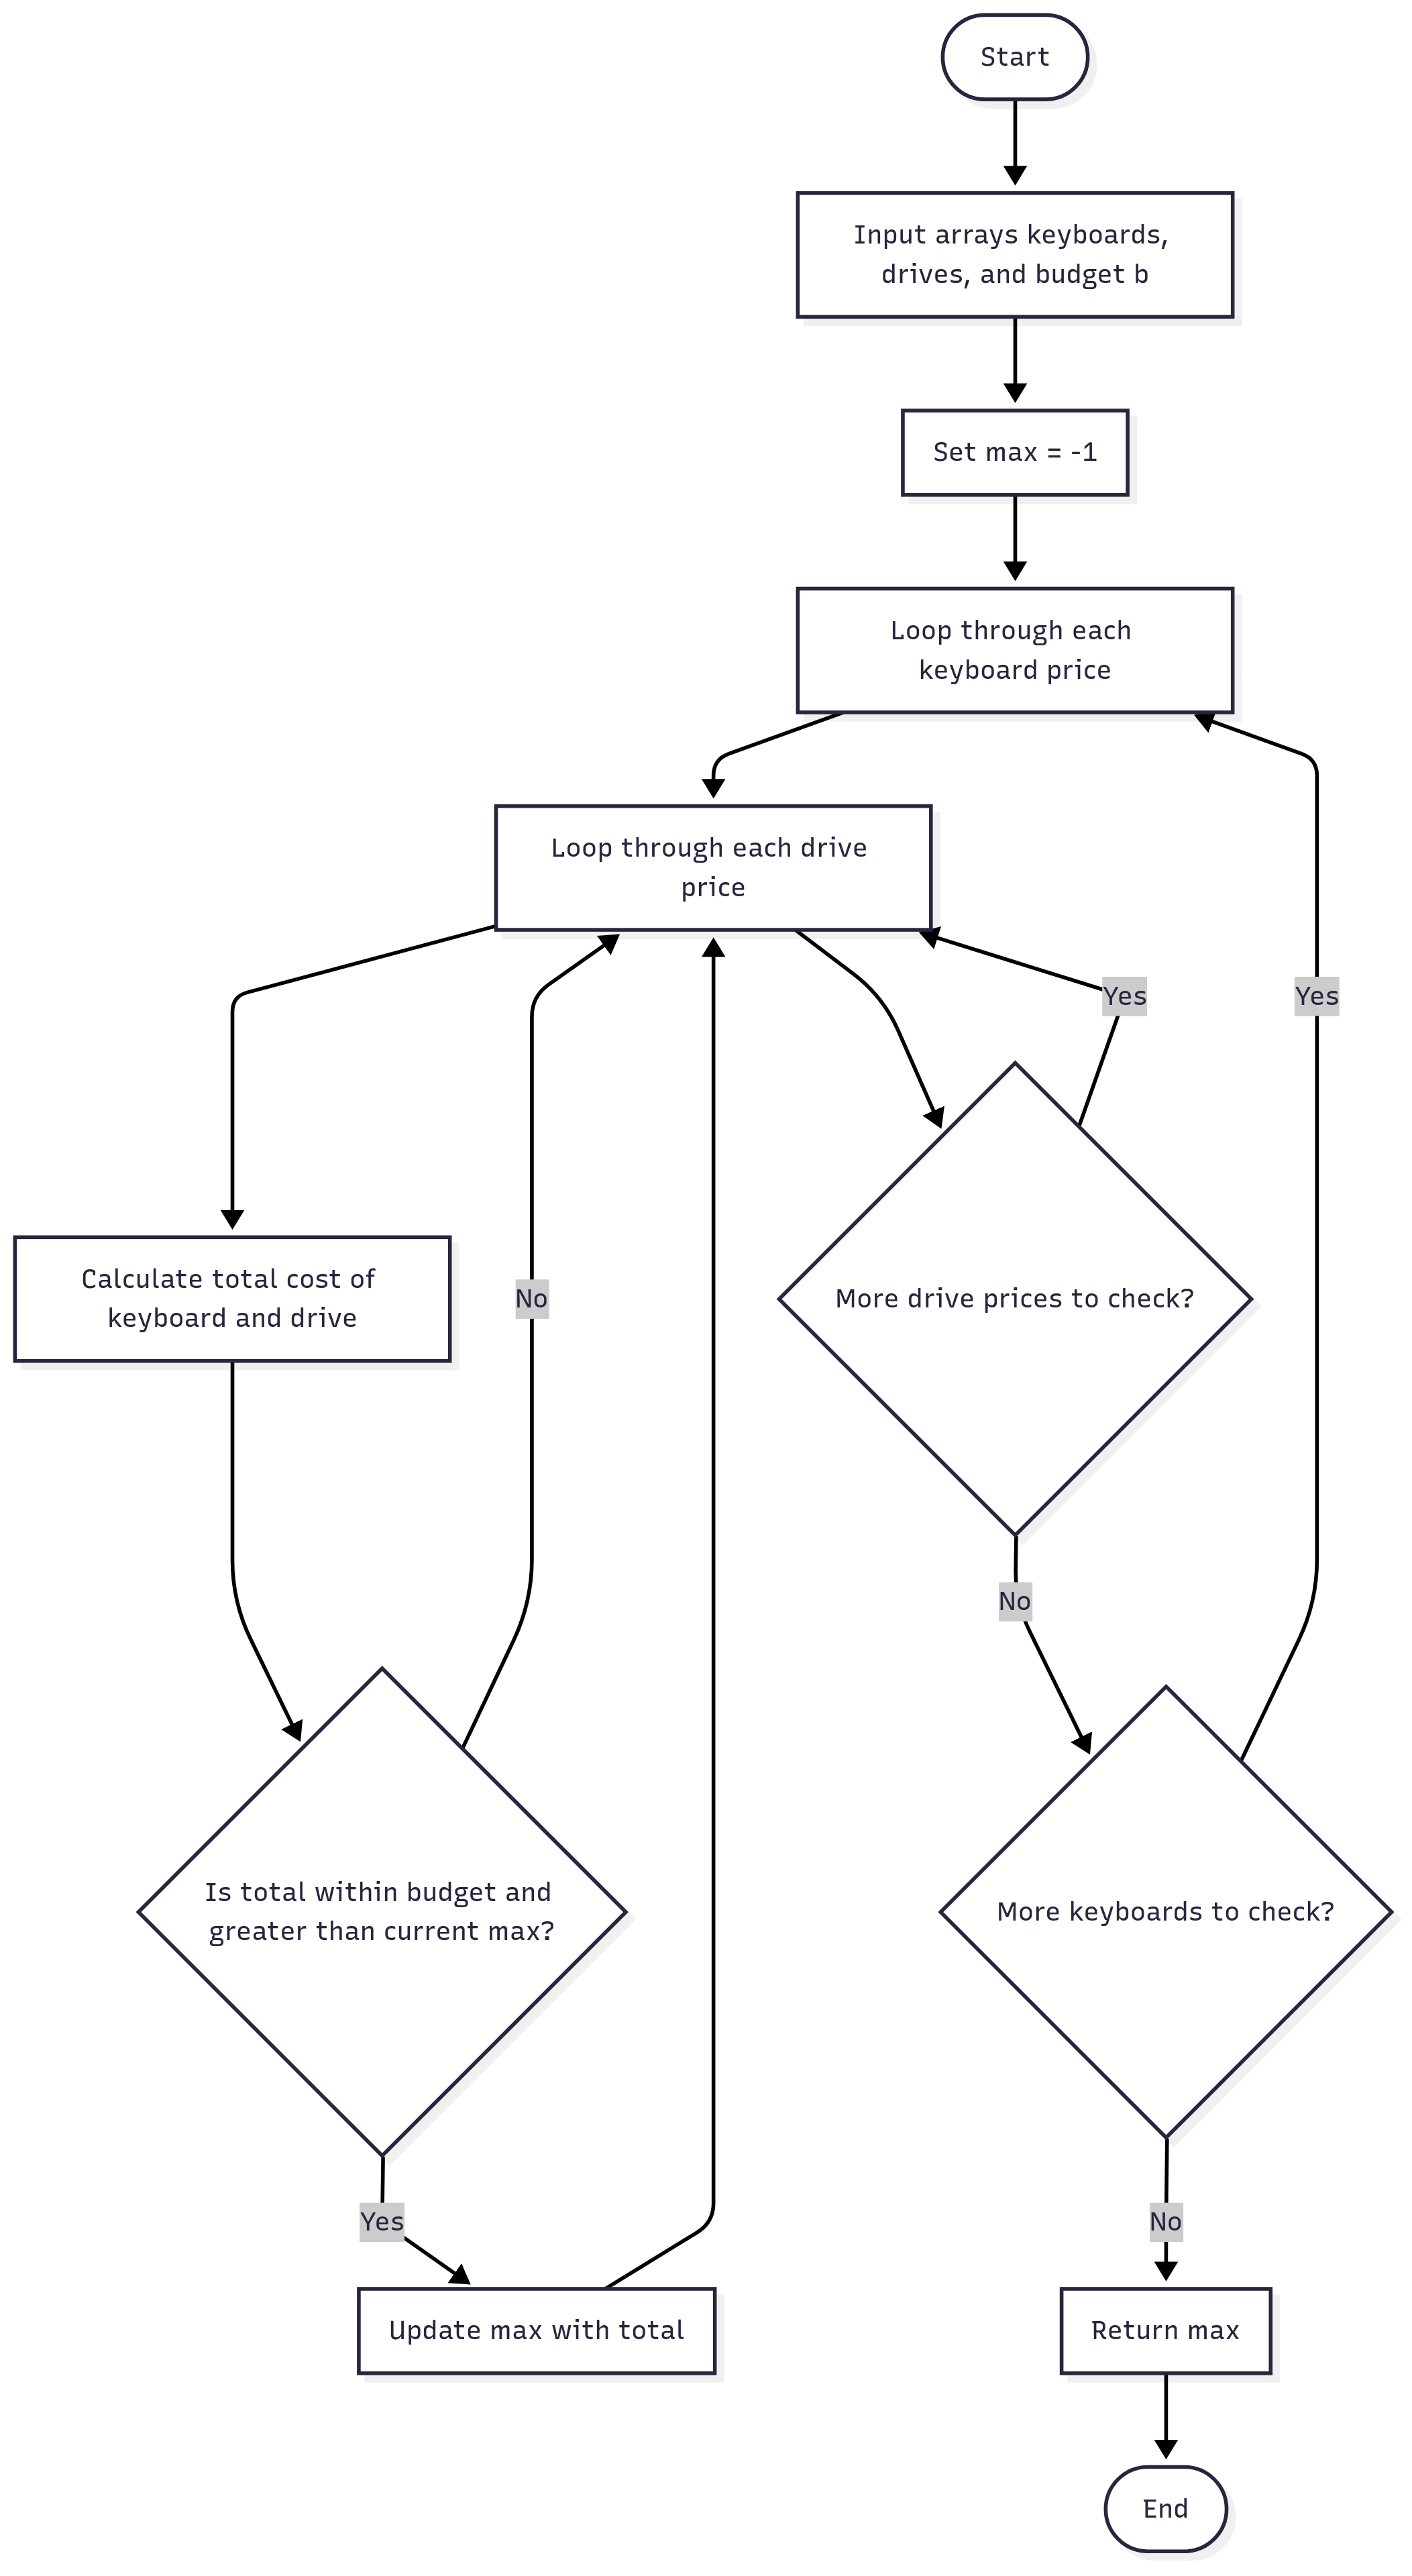 Start
Input arrays keyboards,
drives, and budget b
Set max = -1
Loop through each
keyboard price
Loop through each drive
price
Yes
Yes
Calculate total cost of
keyboard and drive
No
More drive prices to check?
No
Is total within budget and
greater than current max?
More keyboards to check?
Yes
No
Update max with total
Return max
End